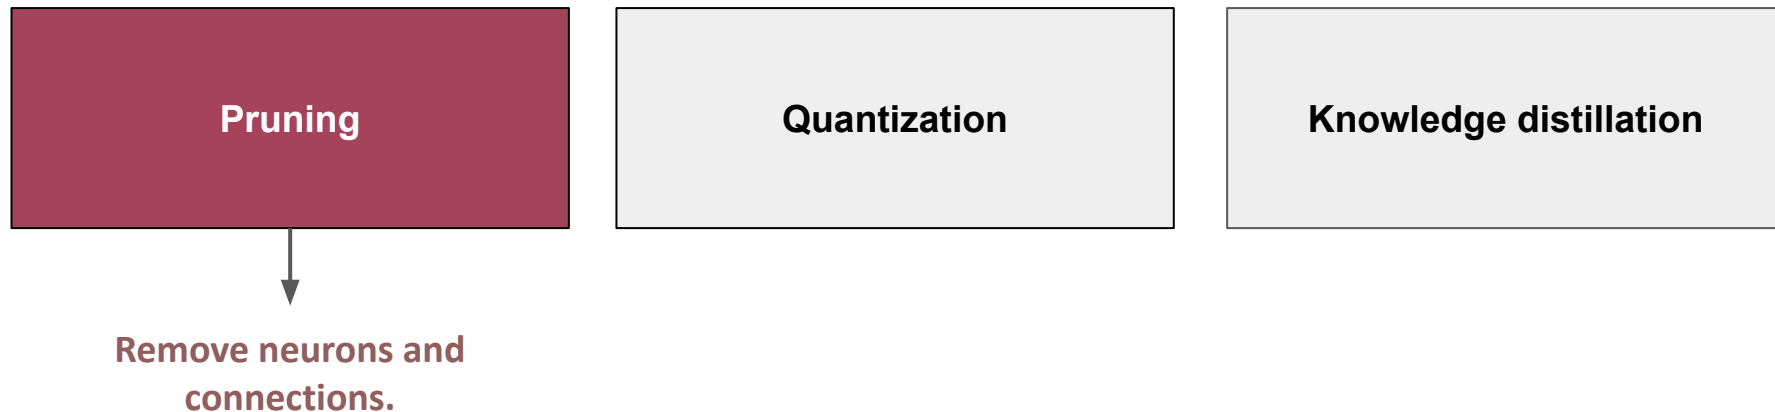 Pruning
Quantization
Knowledge distillation
Remove neurons and
connections.